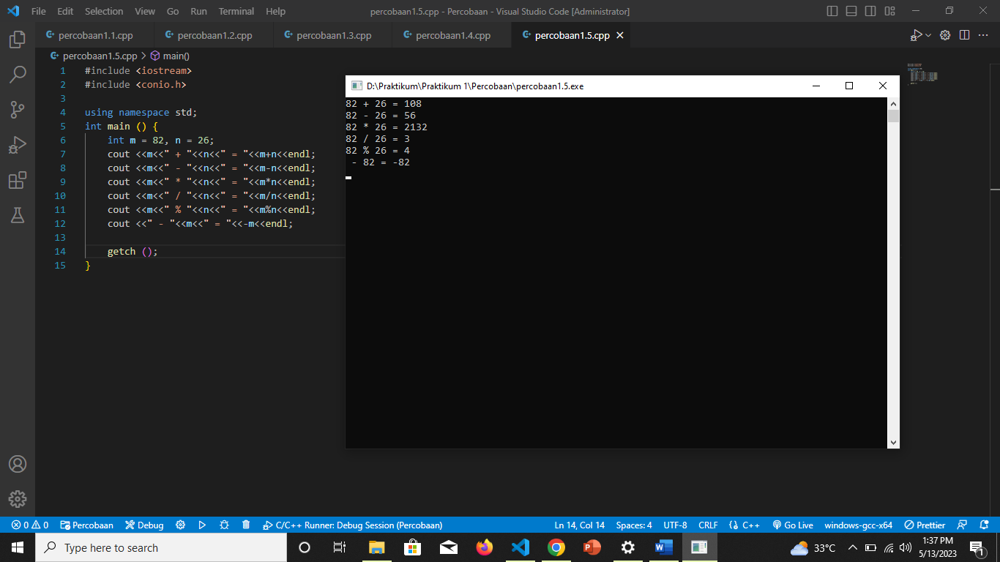 File Edit Selection View Go Run Terminal Help percobaan1.5.cpp - Percobaan - Visual Studio Code [Administrator]
percobaan1.1.cpp percobaan1.2.cpp percobaan1.3.cpp percobaan1.4.cpp percobaan1.5.cpp
percobaan1.5.cpp > main()
1 #include <iostream>
2 #include <conio.h>
3
4 using namespace std;
5 int main () {
6 int m = 82, n = 26;
7 cout <<m<<" + "<<n<<" = "<<m+n<<endl;
8 cout <<m<<" - "<<n<<" = "<<m-n<<endl;
9 cout <<m<<" * "<<n<<" = "<<m*n<<endl;
10 cout <<m<<" / "<<n<<" = "<<m/n<<endl;
11 cout <<m<<" % "<<n<<" = "<<m%n<<endl;
12 cout <<" - "<<m<<" = "<<-m<<endl;
13
14 getch ();
15 }
D:\Praktikum\Praktikum 1\Percobaan\percobaan1.5.exe
82 + 26 = 108
82 - 26 = 56
82 * 26 = 2132
82 / 26 = 3
82 % 26 = 4
- 82 = -82
0 0 Percobaan Debug C/C++ Runner: Debug Session (Percobaan) Ln 14, Col 14 Spaces: 4 UTF-8 CRLF {} C++ Go Live windows-gcc-x64 Prettier
Type here to search 33°C 1:37 PM
5/13/2023 1